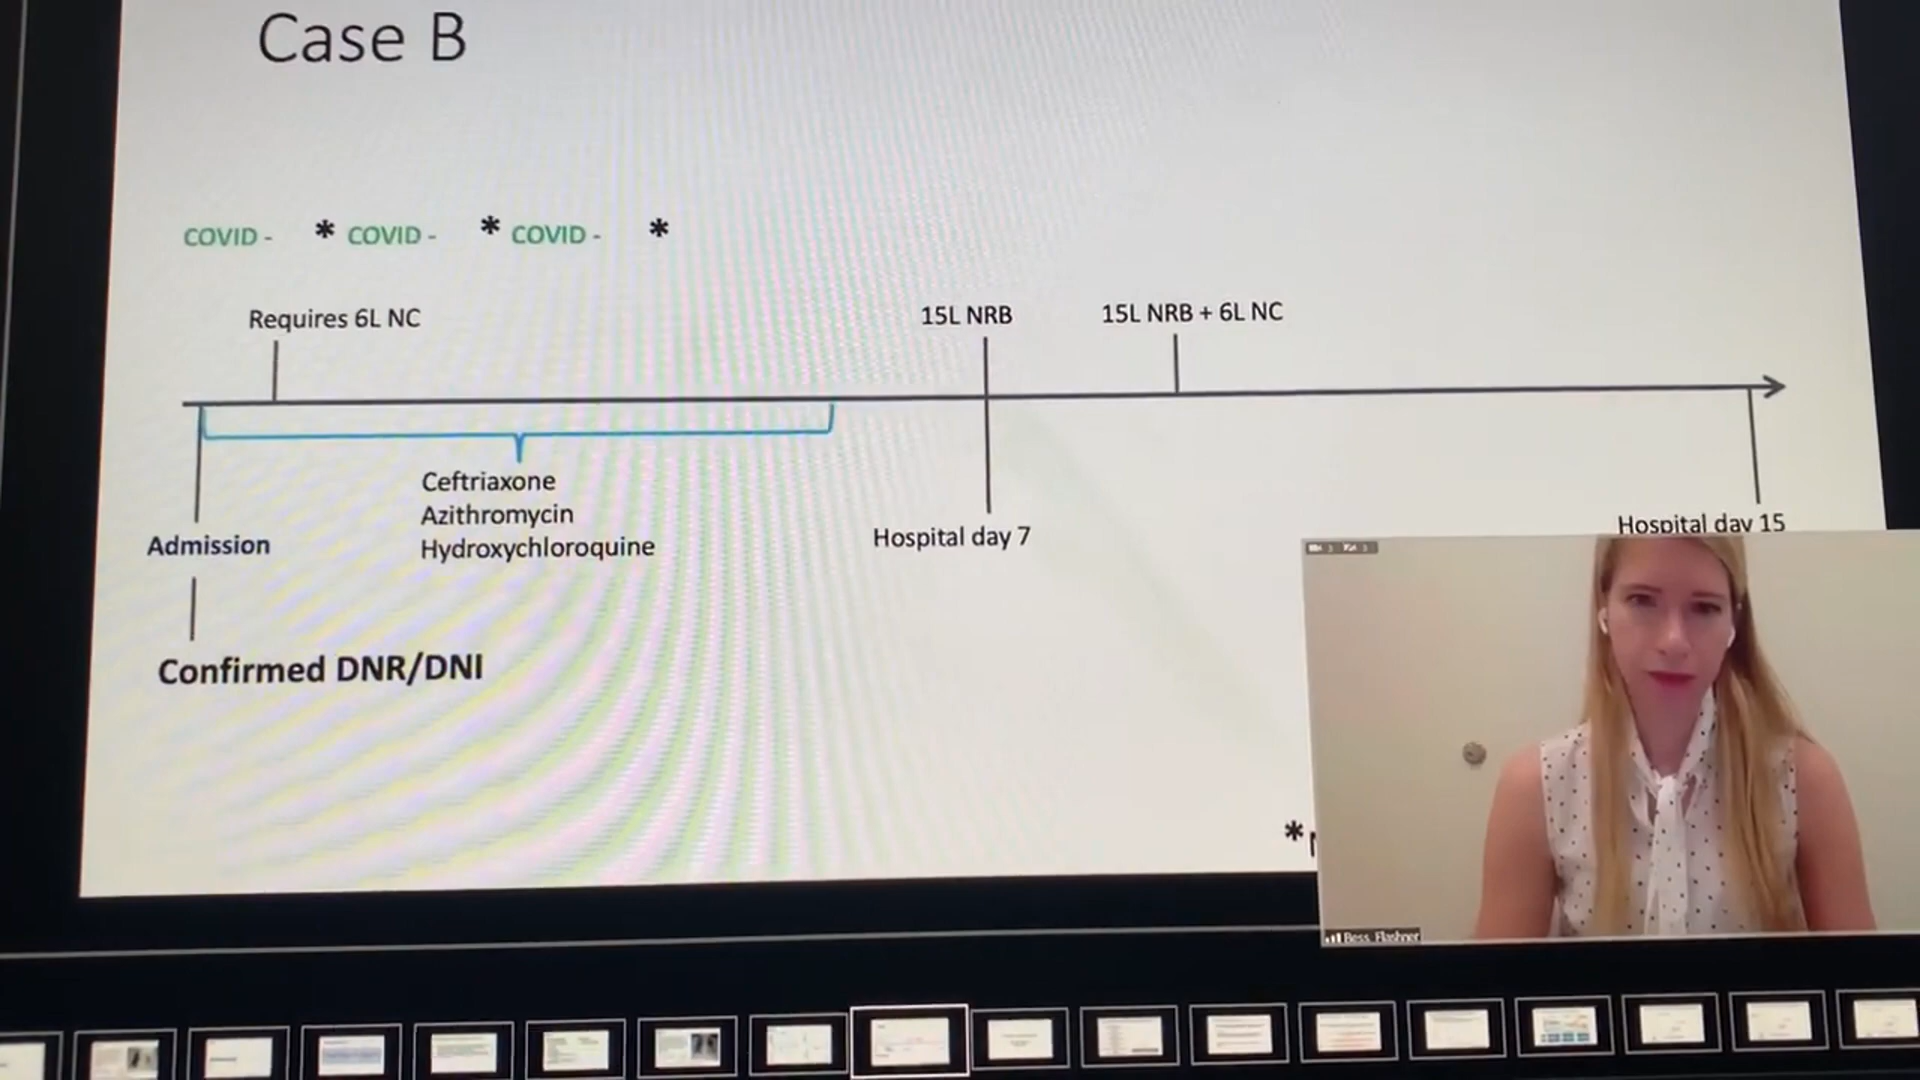 Case B
COVID - * COVID - * COVID - *
Requires 6L NC
15L NRB
15L NRB + 6L NC
Ceftriaxone
Azithromycin
Hydroxychloroquine
Admission
Hospital day 7
Hospital day 15
Confirmed DNR/DNI
*
Bess Flashner